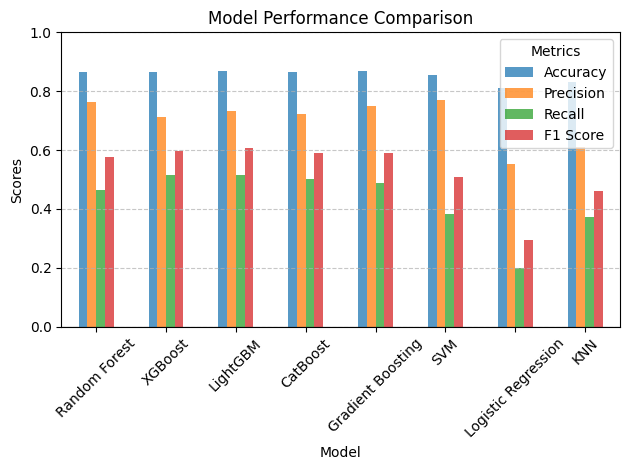 Model Performance Comparison
Metrics
Accuracy
Precision
Recall
F1 Score
Scores
1.0
0.8
0.6
0.4
0.2
0.0
Random Forest
XGBoost
LightGBM
CatBoost
Gradient Boosting
SVM
Logistic Regression
KNN
Model